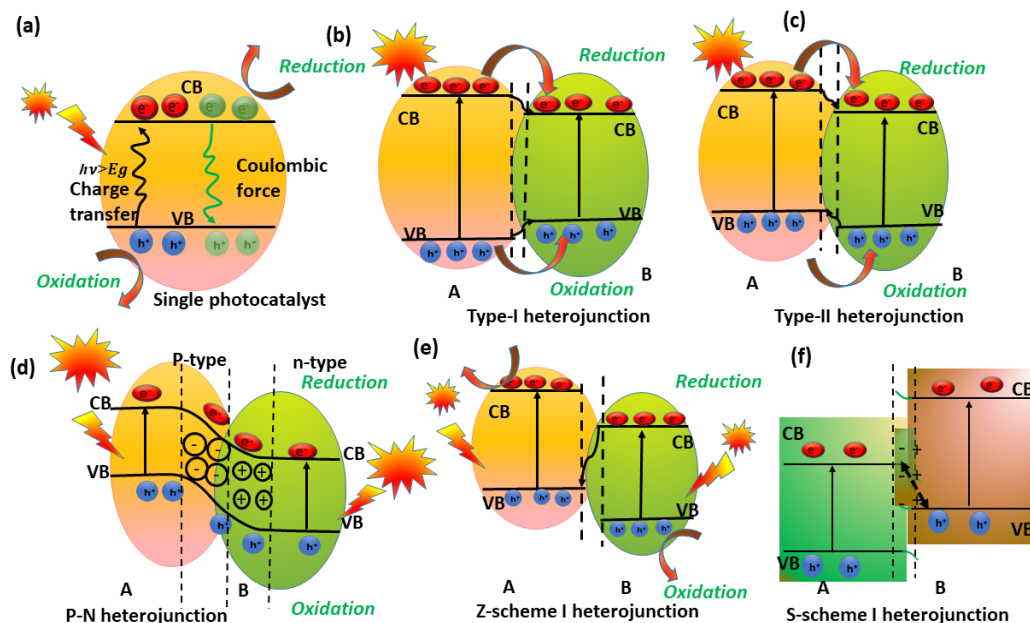 (a)
CB
e⁻ e⁻ e⁻ e⁻
Reduction
hν>Eg
Charge
transfer
Coulombic
force
VB
h⁺ h⁺ h⁺ h⁺
Oxidation
Single photocatalyst
(b)
e⁻ e⁻ e⁻
Reduction
e⁻ e⁻ e⁻
CB
CB
VB
VB
h⁺ h⁺ h⁺
h⁺ h⁺ h⁺
A
B
Oxidation
Type-I heterojunction
(c)
e⁻ e⁻ e⁻
Reduction
e⁻ e⁻ e⁻
CB
CB
VB
VB
h⁺ h⁺ h⁺
h⁺ h⁺ h⁺
A
B
Oxidation
Type-II heterojunction
(d)
P-type
n-type
Reduction
e⁻
e⁻
e⁻
e⁻
CB
CB
- -
- -
+ +
+ +
VB
VB
h⁺ h⁺
h⁺
h⁺
h⁺
A
B
P-N heterojunction
Oxidation
(e)
e⁻ e⁻ e⁻
Reduction
CB
e⁻ e⁻ e⁻
CB
VB
h⁺ h⁺ h⁺
VB
h⁺ h⁺ h⁺
A
B
Oxidation
Z-scheme I heterojunction
(f)
e⁻ e⁻
CB
CB
e⁻ e⁻
- +
- +
- +
h⁺ h⁺
VB
VB
h⁺ h⁺
A
B
S-scheme I heterojunction